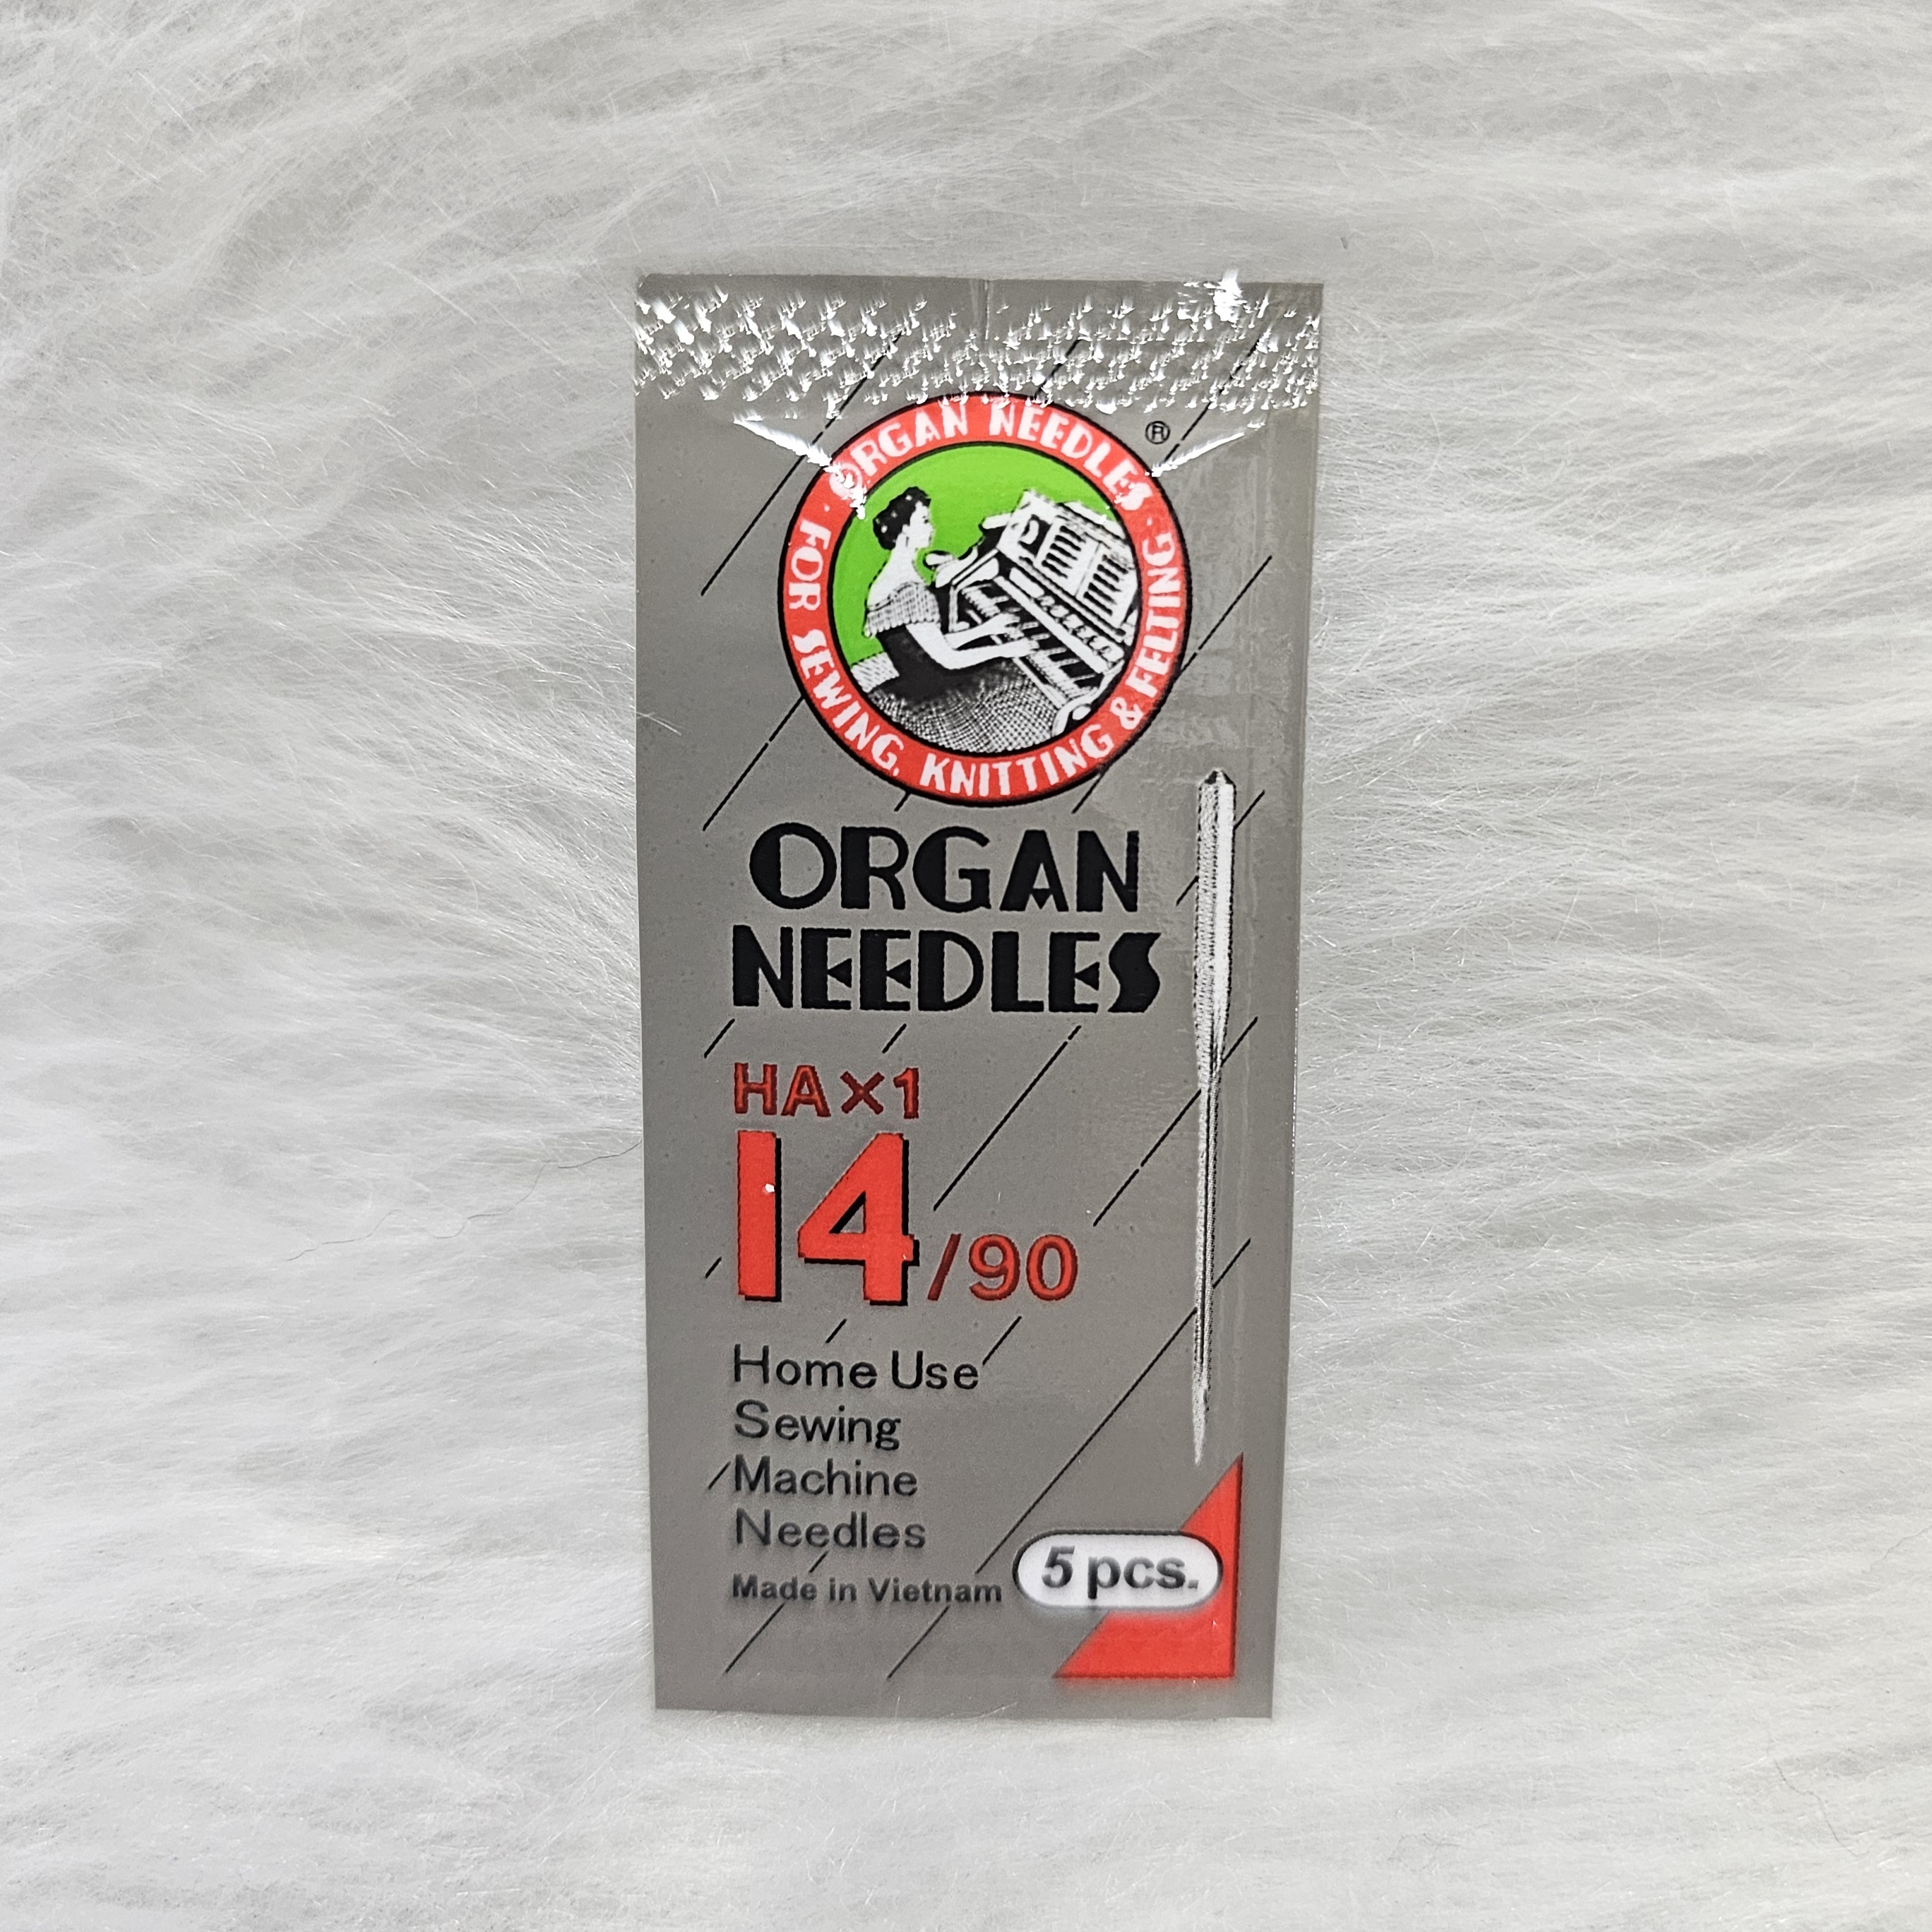 ORGAN NEEDLES
®
· FOR SEWING, KNITTING & FELTING ·
ORGAN
NEEDLES
HA×1
14/90
Home Use
Sewing
Machine
Needles
Made in Vietnam
5 pcs.